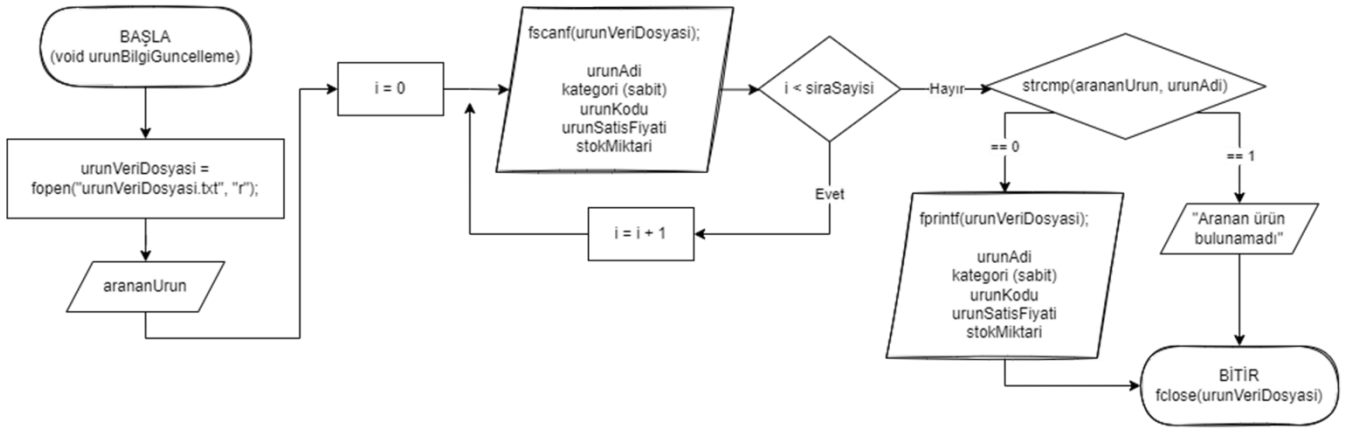 BAŞLA
(void urunBilgiGuncelleme)
urunVeriDosyasi =
fopen("urunVeriDosyasi.txt", "r");
arananUrun
i = 0
fscanf(urunVeriDosyasi);
urunAdi
kategori (sabit)
urunKodu
urunSatisFiyati
stokMiktari
i < siraSayisi
Evet
i = i + 1
Hayır
strcmp(arananUrun, urunAdi)
== 0
== 1
fprintf(urunVeriDosyasi);
urunAdi
kategori (sabit)
urunKodu
urunSatisFiyati
stokMiktari
"Aranan ürün
bulunamadı"
BİTİR
fclose(urunVeriDosyasi)